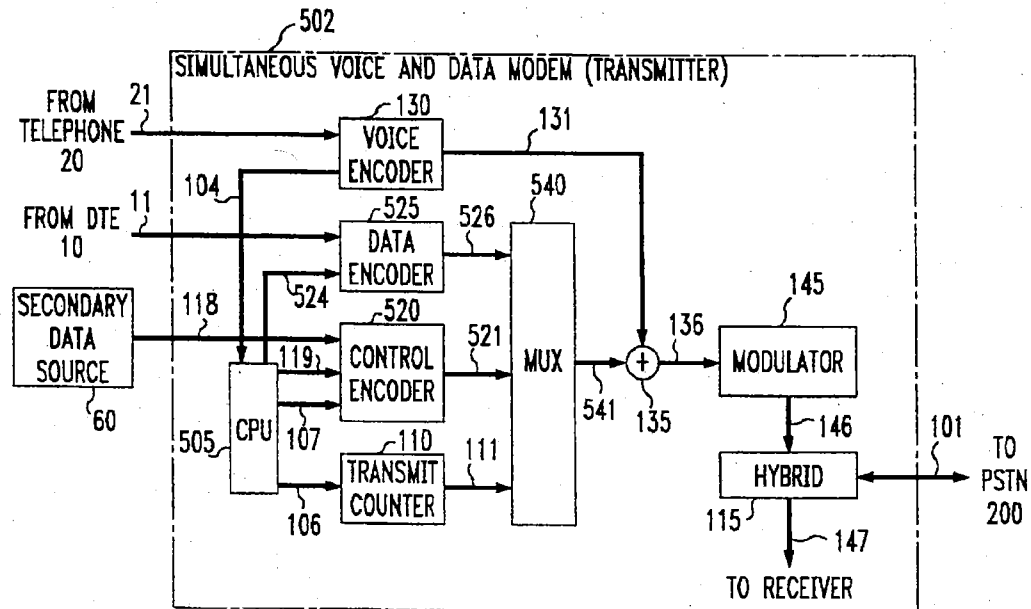 502
SIMULTANEOUS VOICE AND DATA MODEM (TRANSMITTER)
FROM
TELEPHONE
20
21
130
VOICE
ENCODER
131
104
FROM DTE
10
11
525
DATA
ENCODER
526
540
524
SECONDARY
DATA
SOURCE
60
118
520
CONTROL
ENCODER
521
119
107
505
CPU
MUX
541
+
135
136
145
MODULATOR
146
110
TRANSMIT
COUNTER
111
106
HYBRID
115
101
TO
PSTN
200
147
TO RECEIVER